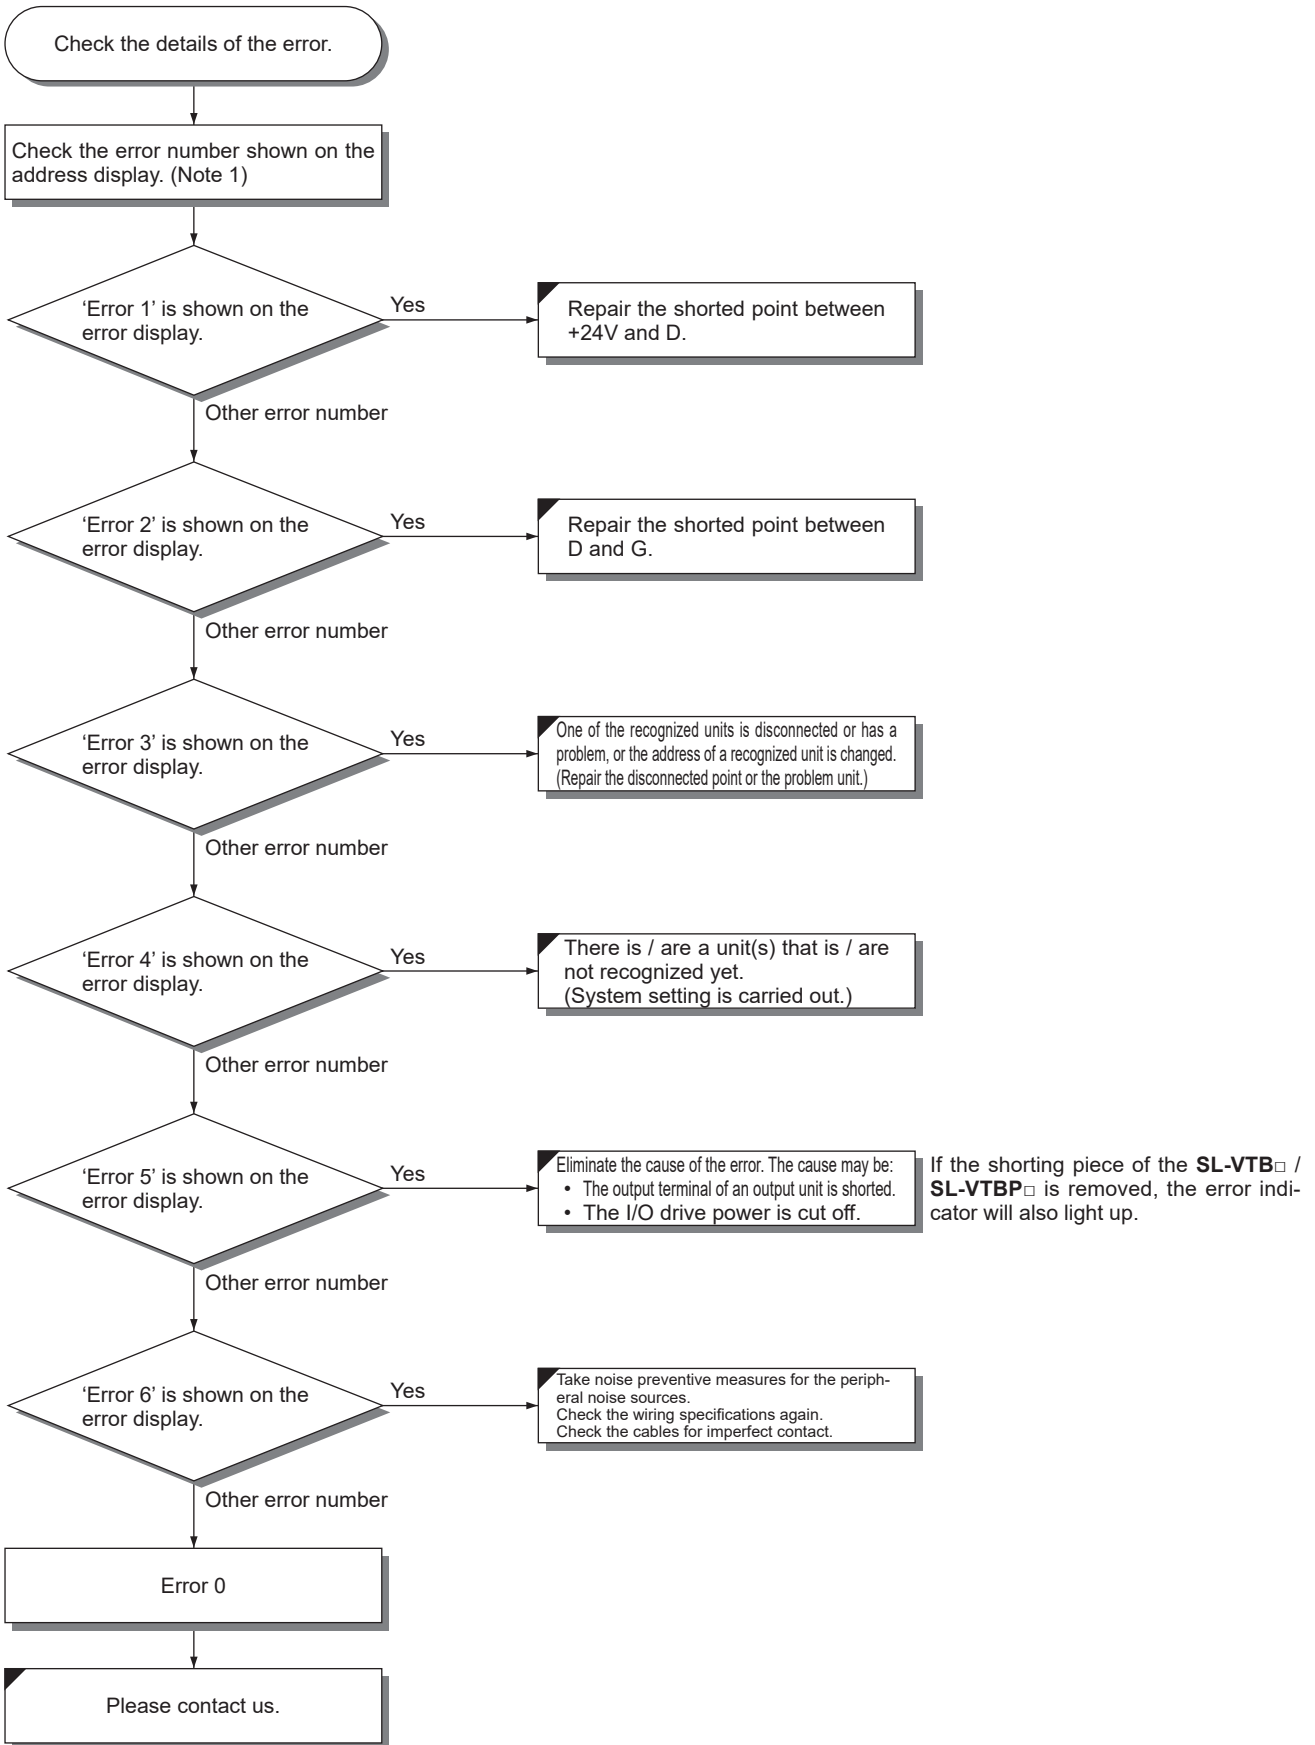 Check the details of the error.
Check the error number shown on the
address display. (Note 1)
‘Error 1’ is shown on the
error display.
Yes
Repair the shorted point between
+24V and D.
Other error number
‘Error 2’ is shown on the
error display.
Yes
Repair the shorted point between
D and G.
Other error number
‘Error 3’ is shown on the
error display.
Yes
One of the recognized units is disconnected or has a
problem, or the address of a recognized unit is changed.
(Repair the disconnected point or the problem unit.)
Other error number
‘Error 4’ is shown on the
error display.
Yes
There is / are a unit(s) that is / are
not recognized yet.
(System setting is carried out.)
Other error number
‘Error 5’ is shown on the
error display.
Yes
Eliminate the cause of the error. The cause may be:
• The output terminal of an output unit is shorted.
• The I/O drive power is cut off.
If the shorting piece of the SL-VTB□ /
SL-VTBP□ is removed, the error indi-
cator will also light up.
Other error number
‘Error 6’ is shown on the
error display.
Yes
Take noise preventive measures for the periph-
eral noise sources.
Check the wiring specifications again.
Check the cables for imperfect contact.
Other error number
Error 0
Please contact us.